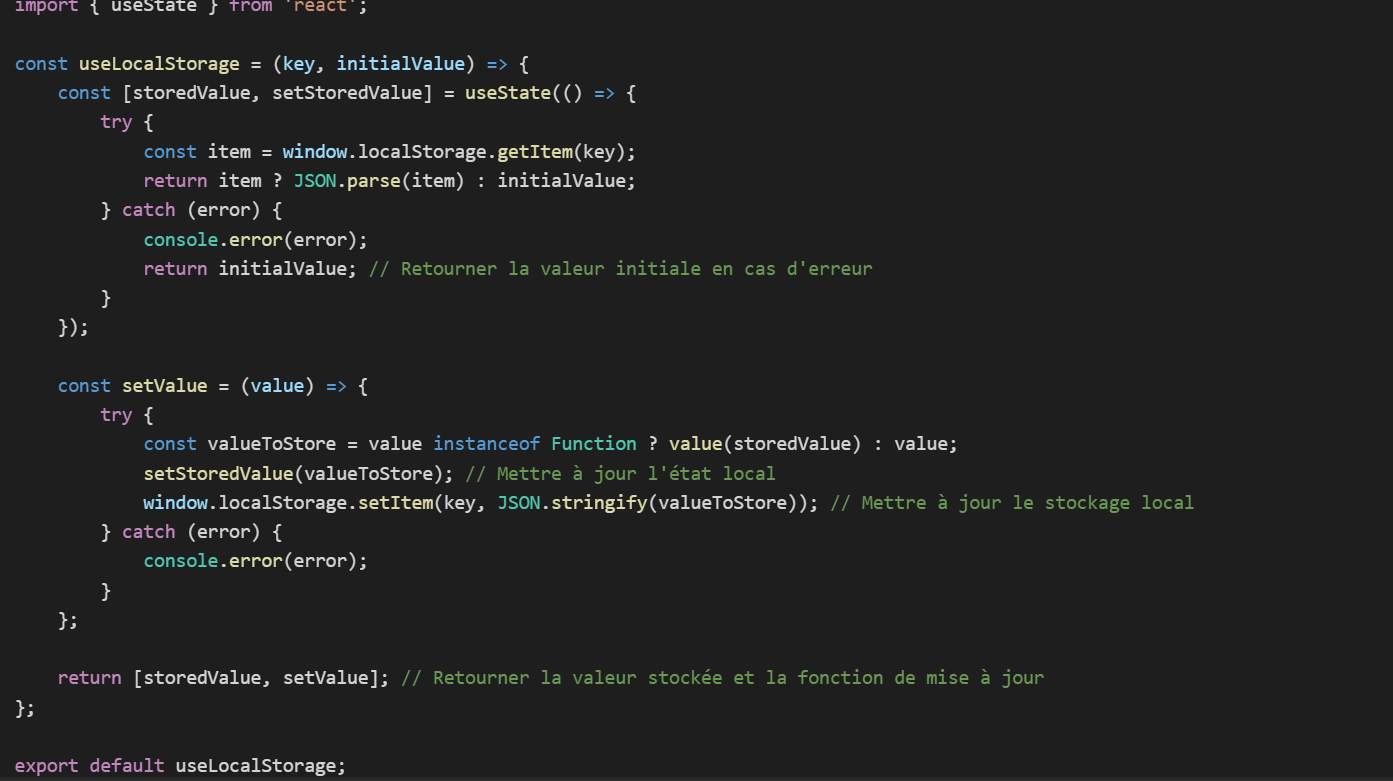 import { useState } from 'react';
const useLocalStorage = (key, initialValue) => {
    const [storedValue, setStoredValue] = useState(() => {
        try {
            const item = window.localStorage.getItem(key);
            return item ? JSON.parse(item) : initialValue;
        } catch (error) {
            console.error(error);
            return initialValue; // Retourner la valeur initiale en cas d'erreur
        }
    });
    const setValue = (value) => {
        try {
            const valueToStore = value instanceof Function ? value(storedValue) : value;
            setStoredValue(valueToStore); // Mettre à jour l'état local
            window.localStorage.setItem(key, JSON.stringify(valueToStore)); // Mettre à jour le stockage local
        } catch (error) {
            console.error(error);
        }
    };
    return [storedValue, setValue]; // Retourner la valeur stockée et la fonction de mise à jour
};
export default useLocalStorage;